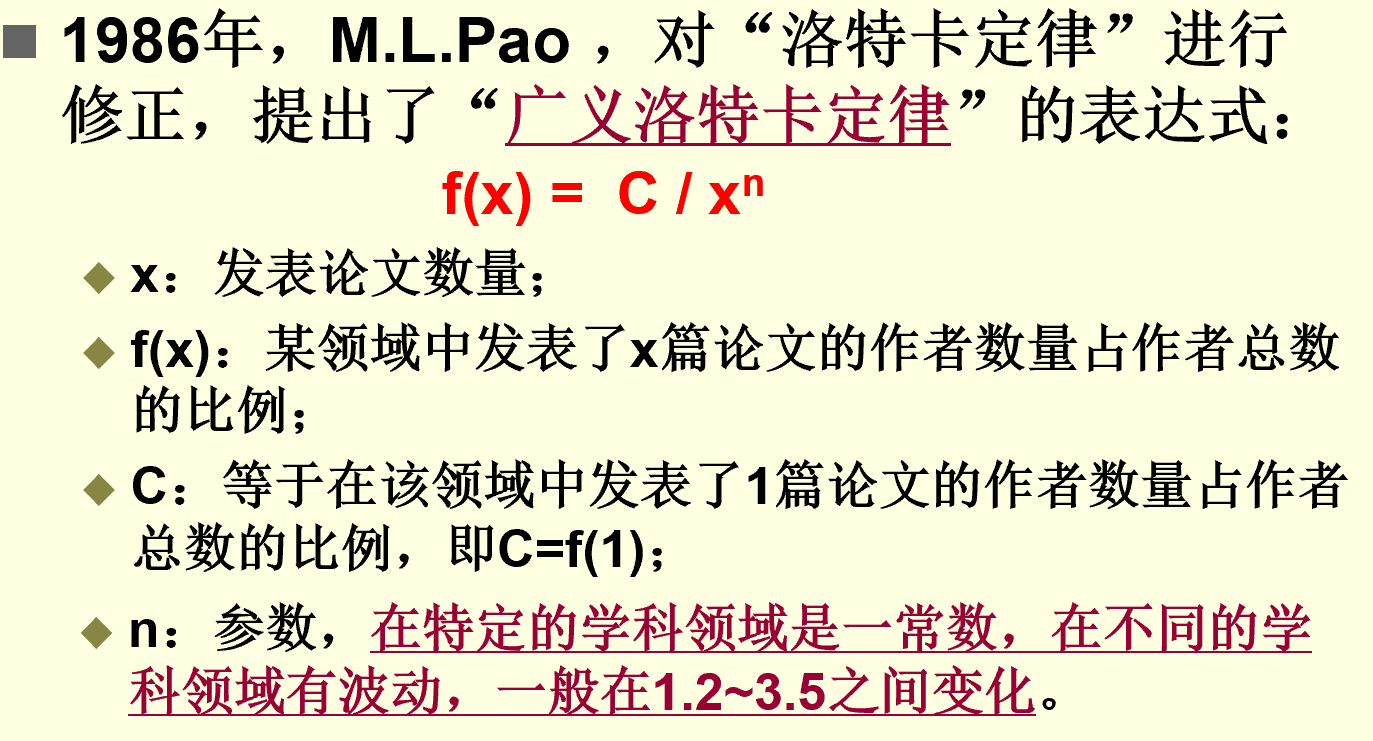 1986年，M.L.Pao ，对“洛特卡定律”进行
修正，提出了“广义洛特卡定律”的表达式：
f(x) = C / xⁿ
x：发表论文数量；
f(x)：某领域中发表了x篇论文的作者数量占作者总数
的比例；
C：等于在该领域中发表了1篇论文的作者数量占作者
总数的比例，即C=f(1)；
n：参数，在特定的学科领域是一常数，在不同的学
科领域有波动，一般在1.2~3.5之间变化。